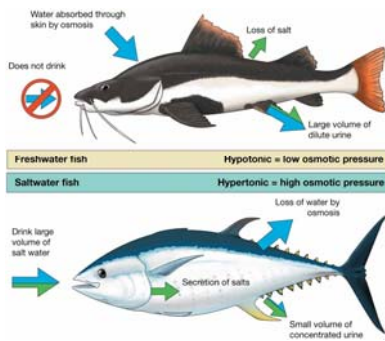 Water absorbed through
skin by osmosis
Loss of salt
Does not drink
Large volume of
dilute urine
Freshwater fish Hypotonic = low osmotic pressure
Saltwater fish Hypertonic = high osmotic pressure
Loss of water by
osmosis
Drink large
volume of
salt water
Secretion of salts
Small volume of
concentrated urine